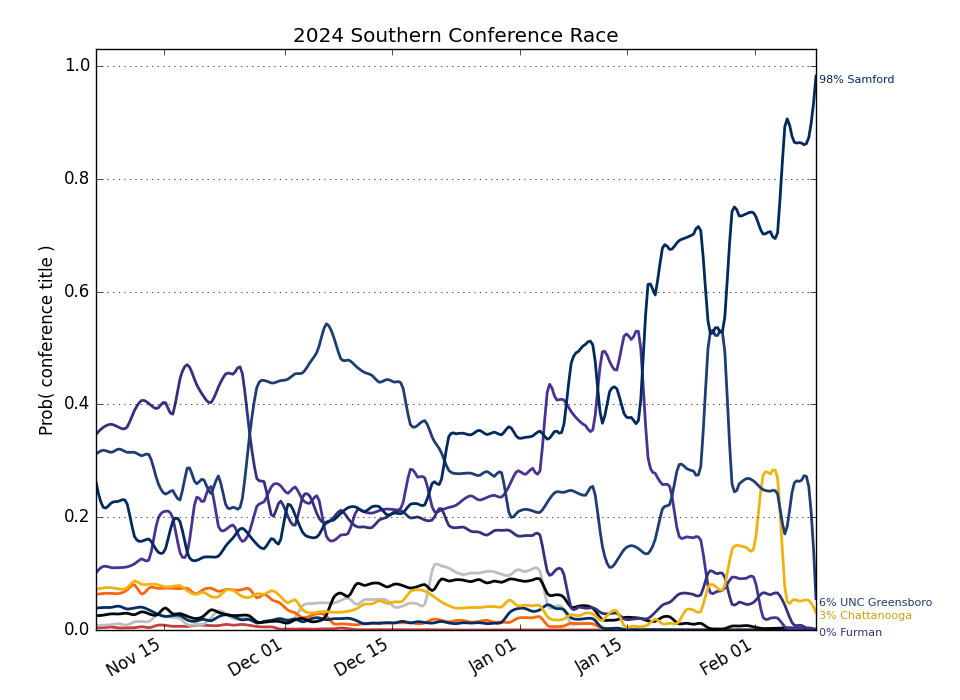 2024 Southern Conference Race
Prob( conference title )
1.0
0.8
0.6
0.4
0.2
0.0
98% Samford
6% UNC Greensboro
3% Chattanooga
0% Furman
Nov 15
Dec 01
Dec 15
Jan 01
Jan 15
Feb 01